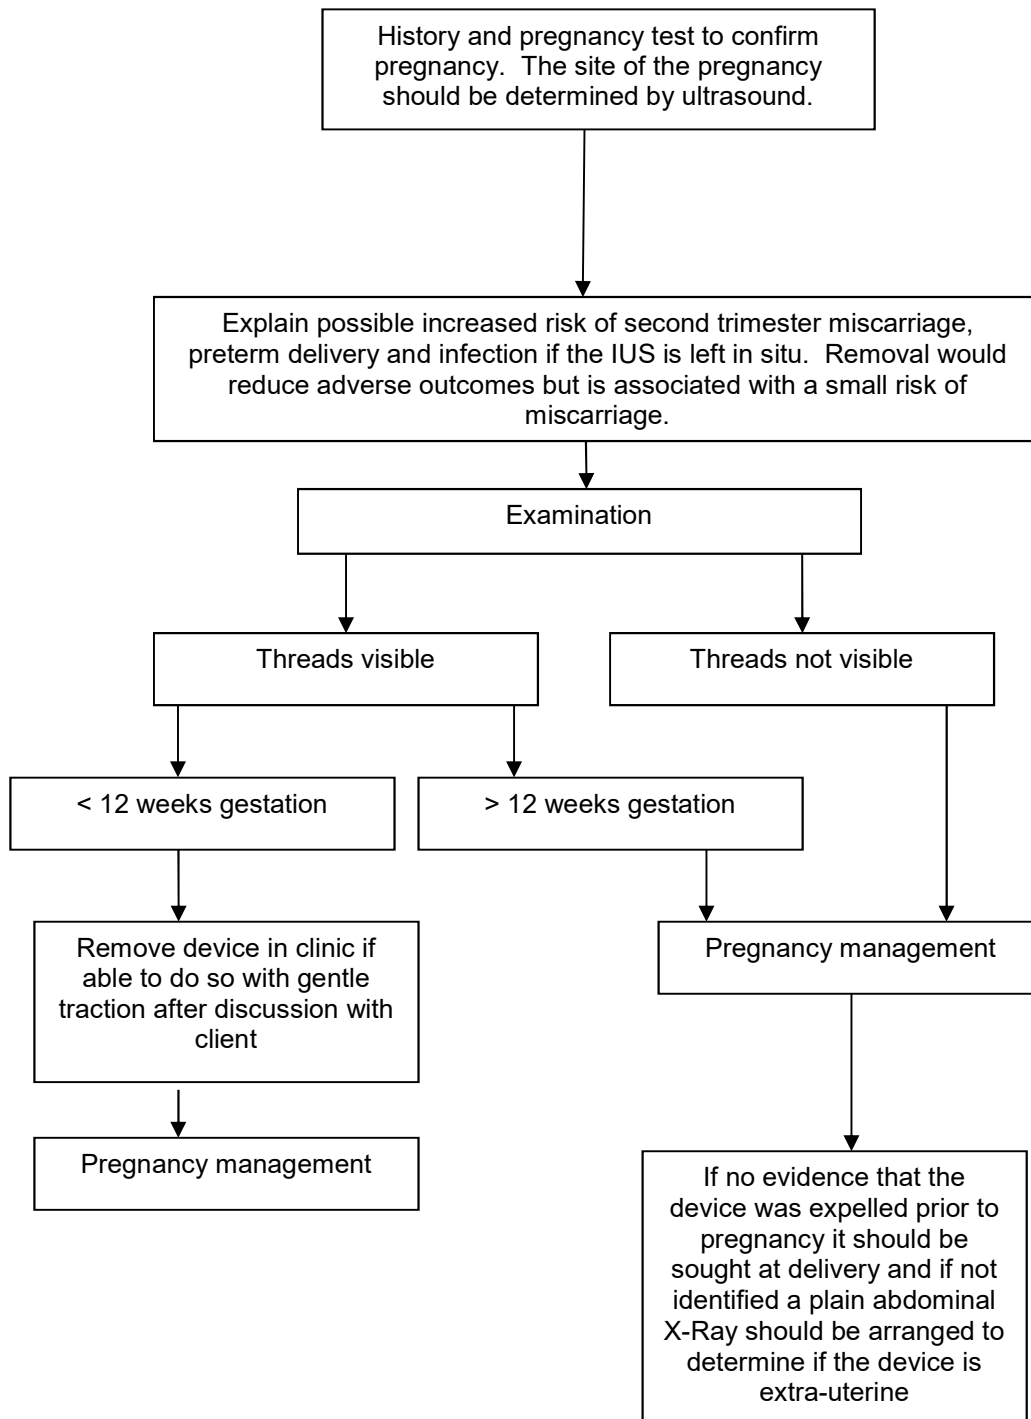 History and pregnancy test to confirm
pregnancy.  The site of the pregnancy
should be determined by ultrasound.
Explain possible increased risk of second trimester miscarriage,
preterm delivery and infection if the IUS is left in situ.  Removal would
reduce adverse outcomes but is associated with a small risk of
miscarriage.
Examination
Threads visible
Threads not visible
< 12 weeks gestation
> 12 weeks gestation
Remove device in clinic if
able to do so with gentle
traction after discussion with
client
Pregnancy management
Pregnancy management
If no evidence that the
device was expelled prior to
pregnancy it should be
sought at delivery and if not
identified a plain abdominal
X-Ray should be arranged to
determine if the device is
extra-uterine